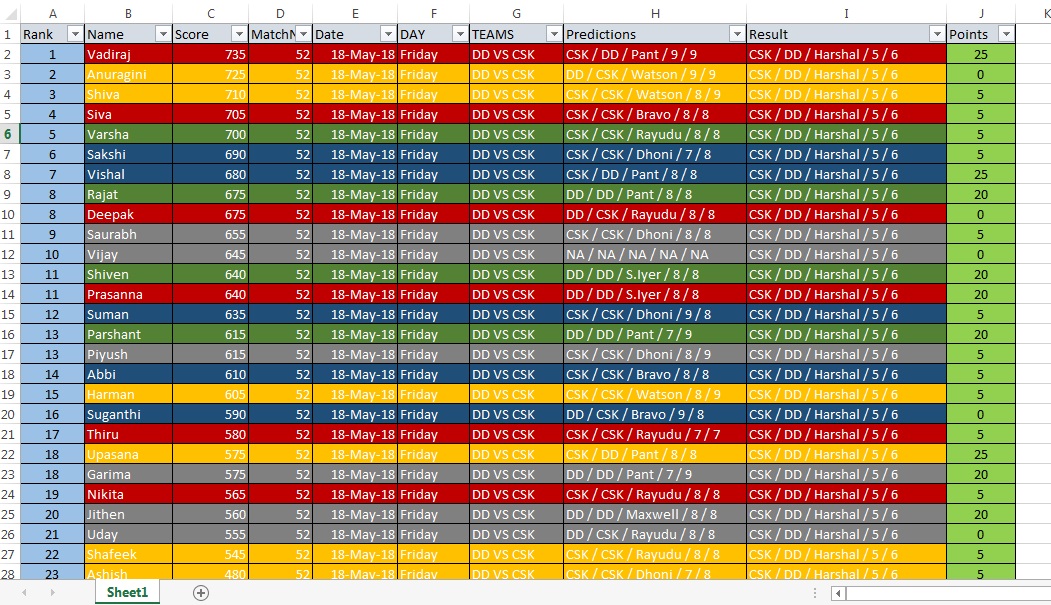 A B C D E F G H I J K
1 Rank Name Score MatchN Date DAY TEAMS Predictions Result Points
2 1 Vadiraj 735 52 18-May-18 Friday DD VS CSK CSK / DD / Pant / 9 / 9 CSK / DD / Harshal / 5 / 6 25
3 2 Anuragini 725 52 18-May-18 Friday DD VS CSK DD / CSK / Watson / 9 / 9 CSK / DD / Harshal / 5 / 6 0
4 3 Shiva 710 52 18-May-18 Friday DD VS CSK CSK / CSK / Watson / 8 / 9 CSK / DD / Harshal / 5 / 6 5
5 4 Siva 705 52 18-May-18 Friday DD VS CSK CSK / CSK / Bravo / 8 / 8 CSK / DD / Harshal / 5 / 6 5
6 5 Varsha 700 52 18-May-18 Friday DD VS CSK CSK / CSK / Rayudu / 8 / 8 CSK / DD / Harshal / 5 / 6 5
7 6 Sakshi 690 52 18-May-18 Friday DD VS CSK CSK / CSK / Dhoni / 7 / 8 CSK / DD / Harshal / 5 / 6 5
8 7 Vishal 680 52 18-May-18 Friday DD VS CSK CSK / DD / Pant / 8 / 8 CSK / DD / Harshal / 5 / 6 25
9 8 Rajat 675 52 18-May-18 Friday DD VS CSK DD / DD / Pant / 8 / 8 CSK / DD / Harshal / 5 / 6 20
10 8 Deepak 675 52 18-May-18 Friday DD VS CSK DD / CSK / Rayudu / 8 / 8 CSK / DD / Harshal / 5 / 6 0
11 9 Saurabh 655 52 18-May-18 Friday DD VS CSK CSK / CSK / Dhoni / 8 / 8 CSK / DD / Harshal / 5 / 6 5
12 10 Vijay 645 52 18-May-18 Friday DD VS CSK NA / NA / NA / NA / NA CSK / DD / Harshal / 5 / 6 0
13 11 Shiven 640 52 18-May-18 Friday DD VS CSK DD / DD / S.Iyer / 8 / 8 CSK / DD / Harshal / 5 / 6 20
14 11 Prasanna 640 52 18-May-18 Friday DD VS CSK DD / DD / S.Iyer / 8 / 8 CSK / DD / Harshal / 5 / 6 20
15 12 Suman 635 52 18-May-18 Friday DD VS CSK CSK / CSK / Dhoni / 9 / 8 CSK / DD / Harshal / 5 / 6 5
16 13 Parshant 615 52 18-May-18 Friday DD VS CSK DD / DD / Pant / 7 / 9 CSK / DD / Harshal / 5 / 6 20
17 13 Piyush 615 52 18-May-18 Friday DD VS CSK CSK / CSK / Dhoni / 8 / 9 CSK / DD / Harshal / 5 / 6 5
18 14 Abbi 610 52 18-May-18 Friday DD VS CSK CSK / CSK / Bravo / 8 / 8 CSK / DD / Harshal / 5 / 6 5
19 15 Harman 605 52 18-May-18 Friday DD VS CSK CSK / CSK / Watson / 8 / 9 CSK / DD / Harshal / 5 / 6 5
20 16 Suganthi 590 52 18-May-18 Friday DD VS CSK DD / CSK / Bravo / 9 / 8 CSK / DD / Harshal / 5 / 6 0
21 17 Thiru 580 52 18-May-18 Friday DD VS CSK CSK / CSK / Rayudu / 7 / 7 CSK / DD / Harshal / 5 / 6 5
22 18 Upasana 575 52 18-May-18 Friday DD VS CSK CSK / DD / Pant / 8 / 8 CSK / DD / Harshal / 5 / 6 25
23 18 Garima 575 52 18-May-18 Friday DD VS CSK DD / DD / Pant / 7 / 9 CSK / DD / Harshal / 5 / 6 20
24 19 Nikita 565 52 18-May-18 Friday DD VS CSK CSK / CSK / Rayudu / 8 / 8 CSK / DD / Harshal / 5 / 6 5
25 20 Jithen 560 52 18-May-18 Friday DD VS CSK DD / DD / Maxwell / 8 / 8 CSK / DD / Harshal / 5 / 6 20
26 21 Uday 555 52 18-May-18 Friday DD VS CSK DD / CSK / Rayudu / 8 / 8 CSK / DD / Harshal / 5 / 6 0
27 22 Shafeek 545 52 18-May-18 Friday DD VS CSK CSK / CSK / Rayudu / 8 / 8 CSK / DD / Harshal / 5 / 6 5
28 23 Ashish 480 52 18-May-18 Friday DD VS CSK CSK / CSK / Dhoni / 7 / 8 CSK / DD / Harshal / 5 / 6 5
Sheet1